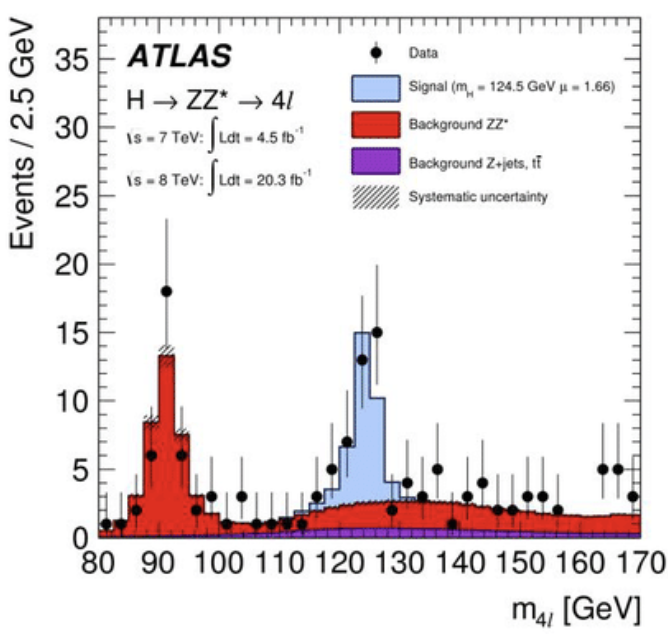 ATLAS
H → ZZ* → 4l
√s = 7 TeV: ∫Ldt = 4.5 fb⁻¹
√s = 8 TeV: ∫Ldt = 20.3 fb⁻¹
Data
Signal (m_H = 124.5 GeV μ = 1.66)
Background ZZ*
Background Z+jets, tt̄
Systematic uncertainty
Events / 2.5 GeV
35
30
25
20
15
10
5
0
80 90 100 110 120 130 140 150 160 170
m₄l [GeV]